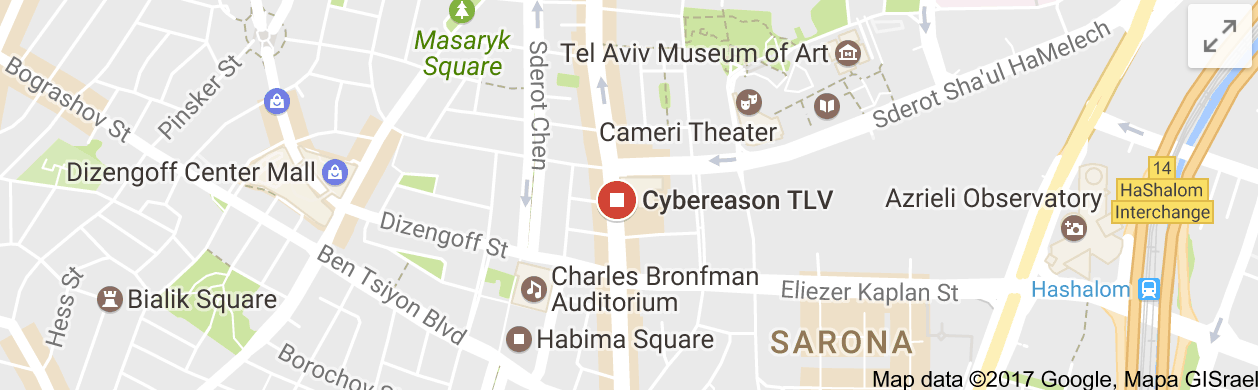 Masaryk
Square
Sderot Chen
Tel Aviv Museum of Art
Sderot Sha'ul HaMelech
Bograshov St
Pinsker St
Cameri Theater
Dizengoff Center Mall
Cybereason TLV
Azrieli Observatory
14
HaShalom
Interchange
Dizengoff St
Ben Tsiyon Blvd
Charles Bronfman
Auditorium
Eliezer Kaplan St
Hashalom
Hess St
Bialik Square
Habima Square
SARONA
Borochov St
Map data ©2017 Google, Mapa GISrael